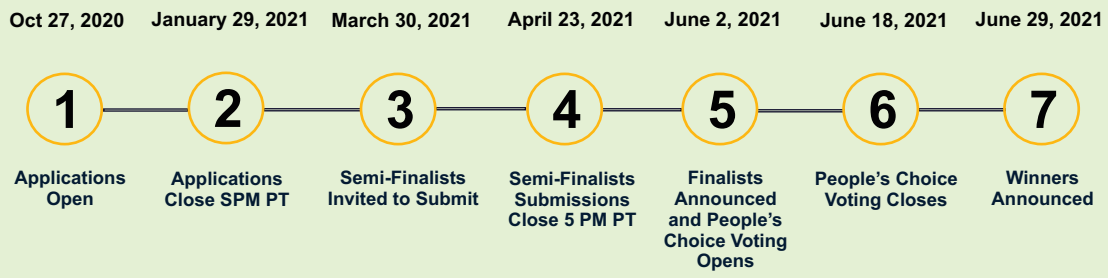 Oct 27, 2020
January 29, 2021
March 30, 2021
April 23, 2021
June 2, 2021
June 18, 2021
June 29, 2021
1
2
3
4
5
6
7
Applications
Open
Applications
Close SPM PT
Semi-Finalists
Invited to Submit
Semi-Finalists
Submissions
Close 5 PM PT
Finalists
Announced
and People's
Choice Voting
Opens
People's Choice
Voting Closes
Winners
Announced